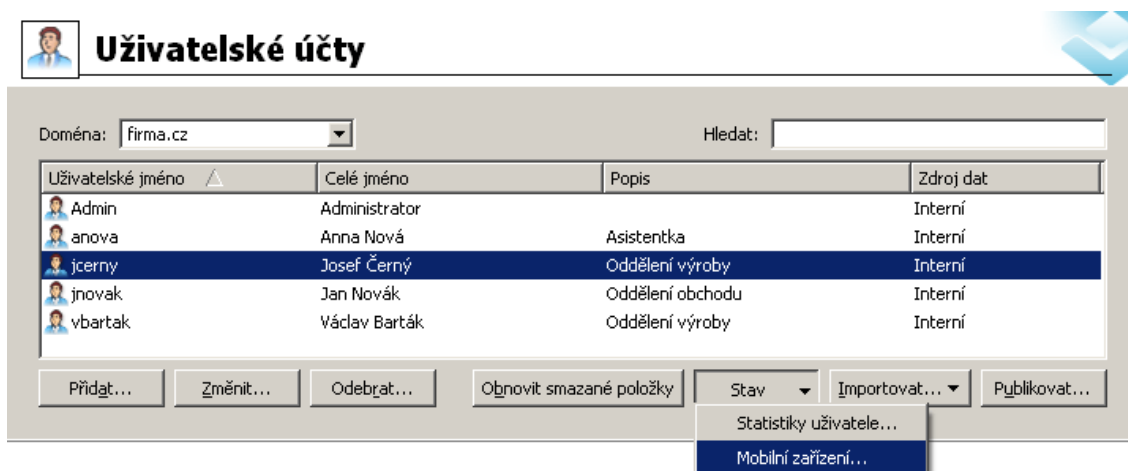 Uživatelské účty
Doména: firma.cz Hledat:
Uživatelské jméno Celé jméno Popis Zdroj dat
Admin Administrator Interní
anova Anna Nová Asistentka Interní
jcerny Josef Černý Oddělení výroby Interní
jnovak Jan Novák Oddělení obchodu Interní
vbartak Václav Barták Oddělení výroby Interní
Přidat... Změnit... Odebrat... Obnovit smazané položky Stav Importovat... Publikovat...
Statistiky uživatele...
Mobilní zařízení...